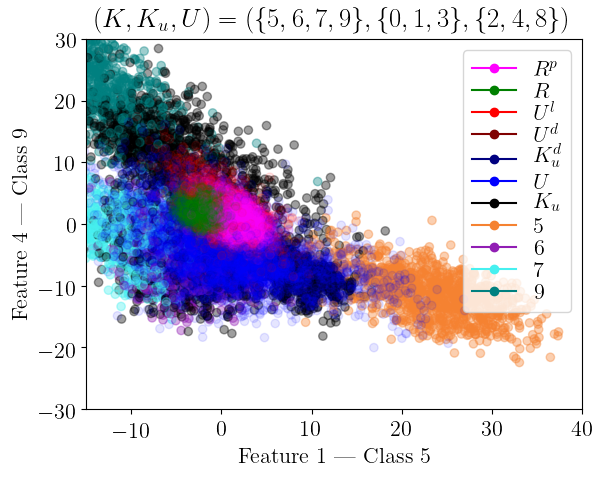 (K, K_u, U) = ({5, 6, 7, 9}, {0, 1, 3}, {2, 4, 8})
30
20
10
0
−10
−20
−30
Feature 4 — Class 9
R^p
R
U^l
U^d
K_u^d
U
K_u
5
6
7
9
−10
0
10
20
30
40
Feature 1 — Class 5